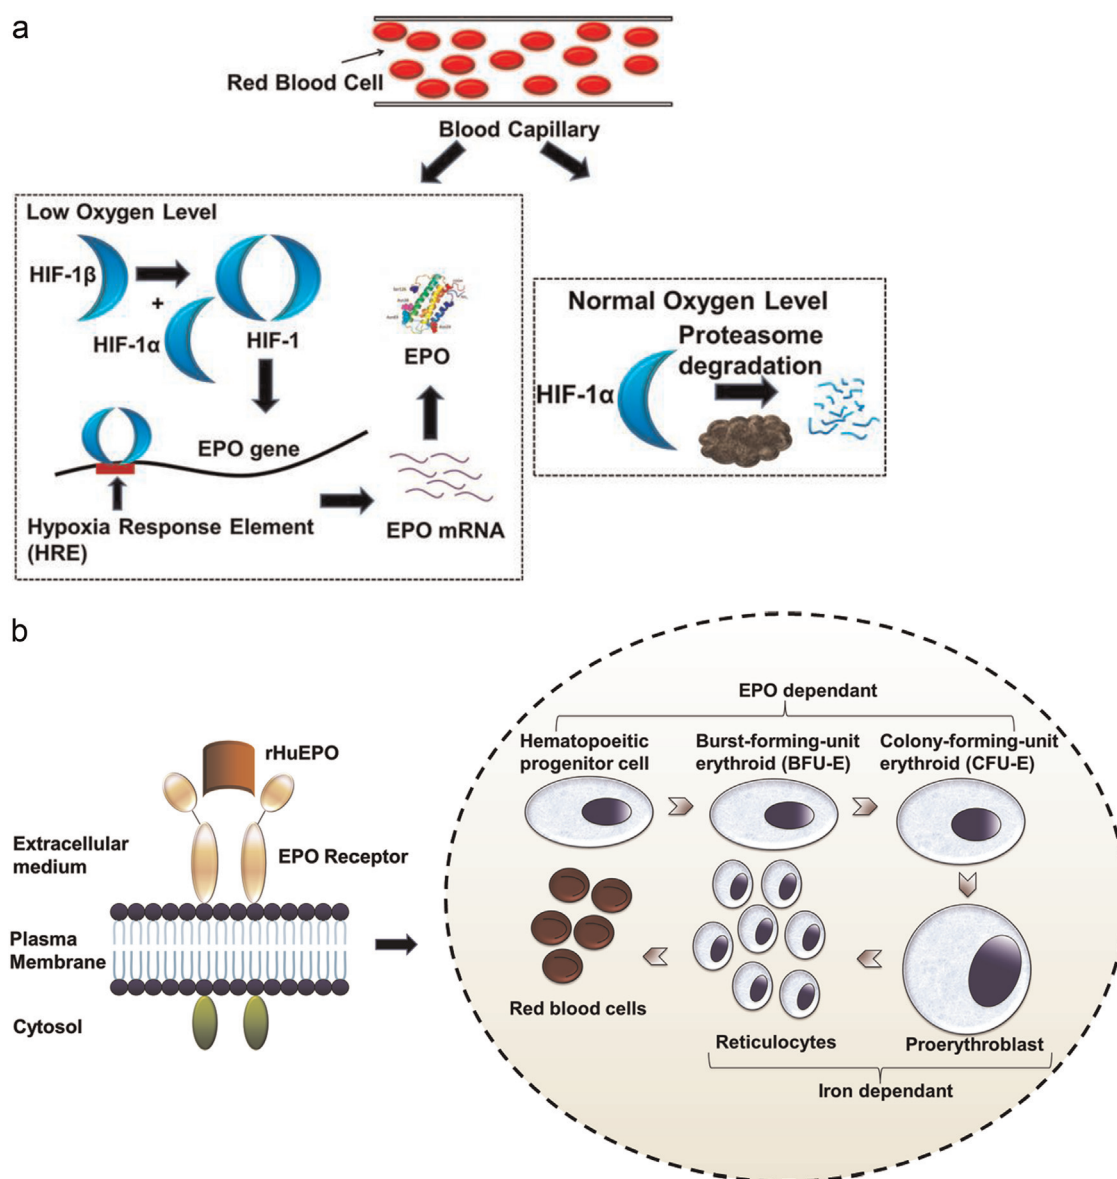 a
Red Blood Cell
Blood Capillary
Low Oxygen Level
HIF-1β
+
HIF-1α
HIF-1
EPO
EPO gene
Hypoxia Response Element
(HRE)
EPO mRNA
Normal Oxygen Level
Proteasome
degradation
HIF-1α
b
rHuEPO
Extracellular
medium
EPO Receptor
Plasma
Membrane
Cytosol
EPO dependant
Hematopoeitic
progenitor cell
Burst-forming-unit
erythroid (BFU-E)
Colony-forming-unit
erythroid (CFU-E)
Red blood cells
Reticulocytes
Proerythroblast
Iron dependant